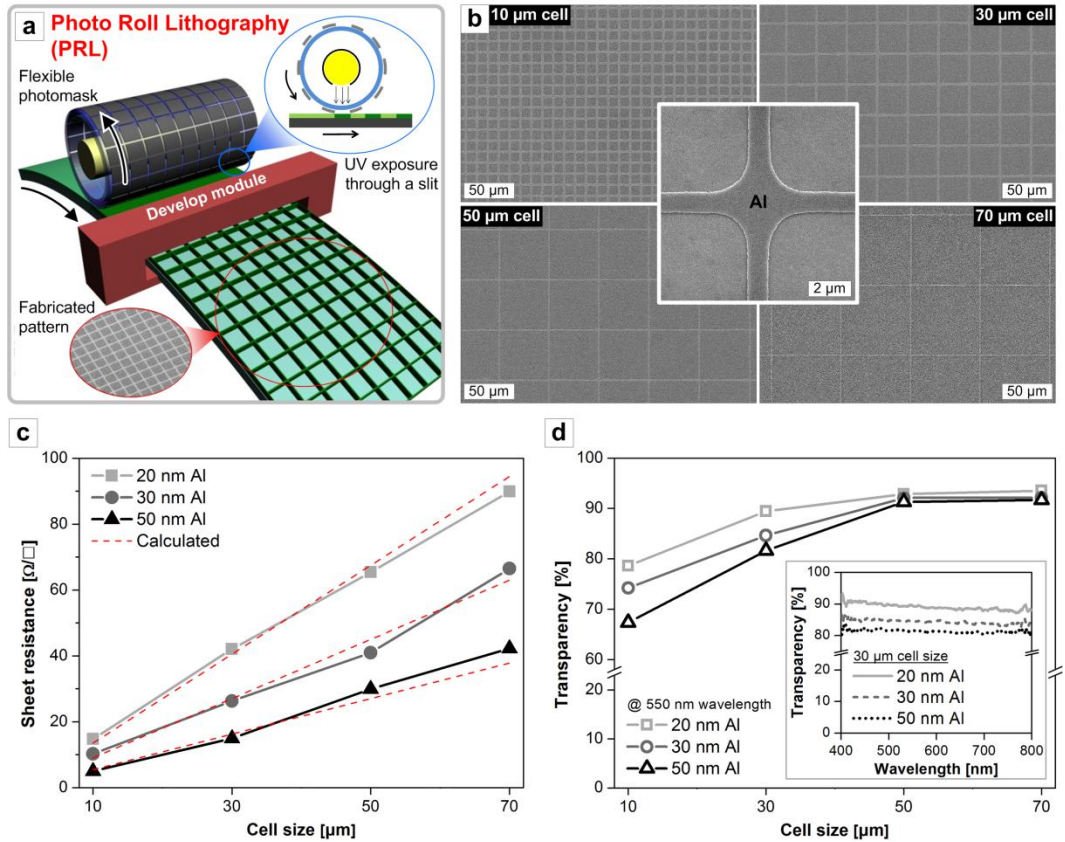 a
Photo Roll Lithography
(PRL)
Flexible
photomask
UV exposure
through a slit
Develop module
Fabricated
pattern
b
10 µm cell
30 µm cell
50 µm
50 µm
50 µm cell
70 µm cell
Al
2 µm
50 µm
50 µm
c
Sheet resistance [Ω/□]
100
80
60
40
20
0
20 nm Al
30 nm Al
50 nm Al
Calculated
10
30
50
70
Cell size [µm]
d
Transparency [%]
100
90
80
70
60
20
10
0
@ 550 nm wavelength
20 nm Al
30 nm Al
50 nm Al
10
30
50
70
Cell size [µm]
Transparency [%]
100
90
80
20
10
0
30 µm cell size
20 nm Al
30 nm Al
50 nm Al
400
500
600
700
800
Wavelength [nm]